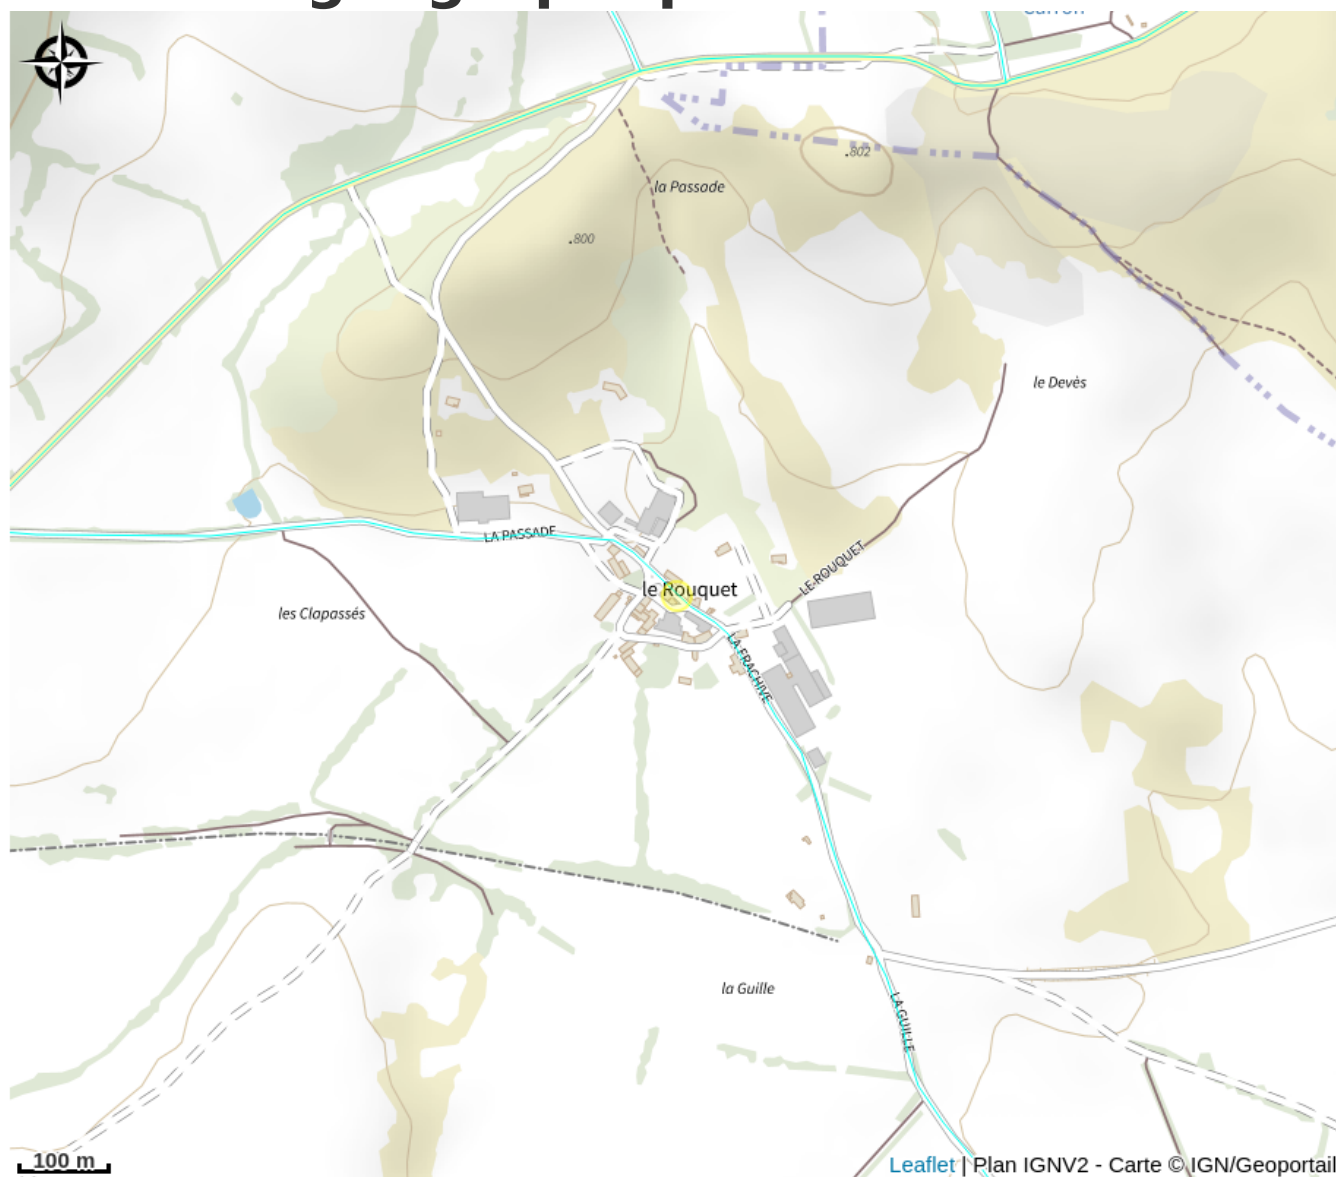 .802
la Passade
.800
le Devès
LA PASSADE
LE ROUQUET
le Rouquet
les Clapassés
LA FRACHIVE
la Guille
LA GUILLE
100 m
Leaflet | Plan IGNV2 - Carte © IGN/Geoportail